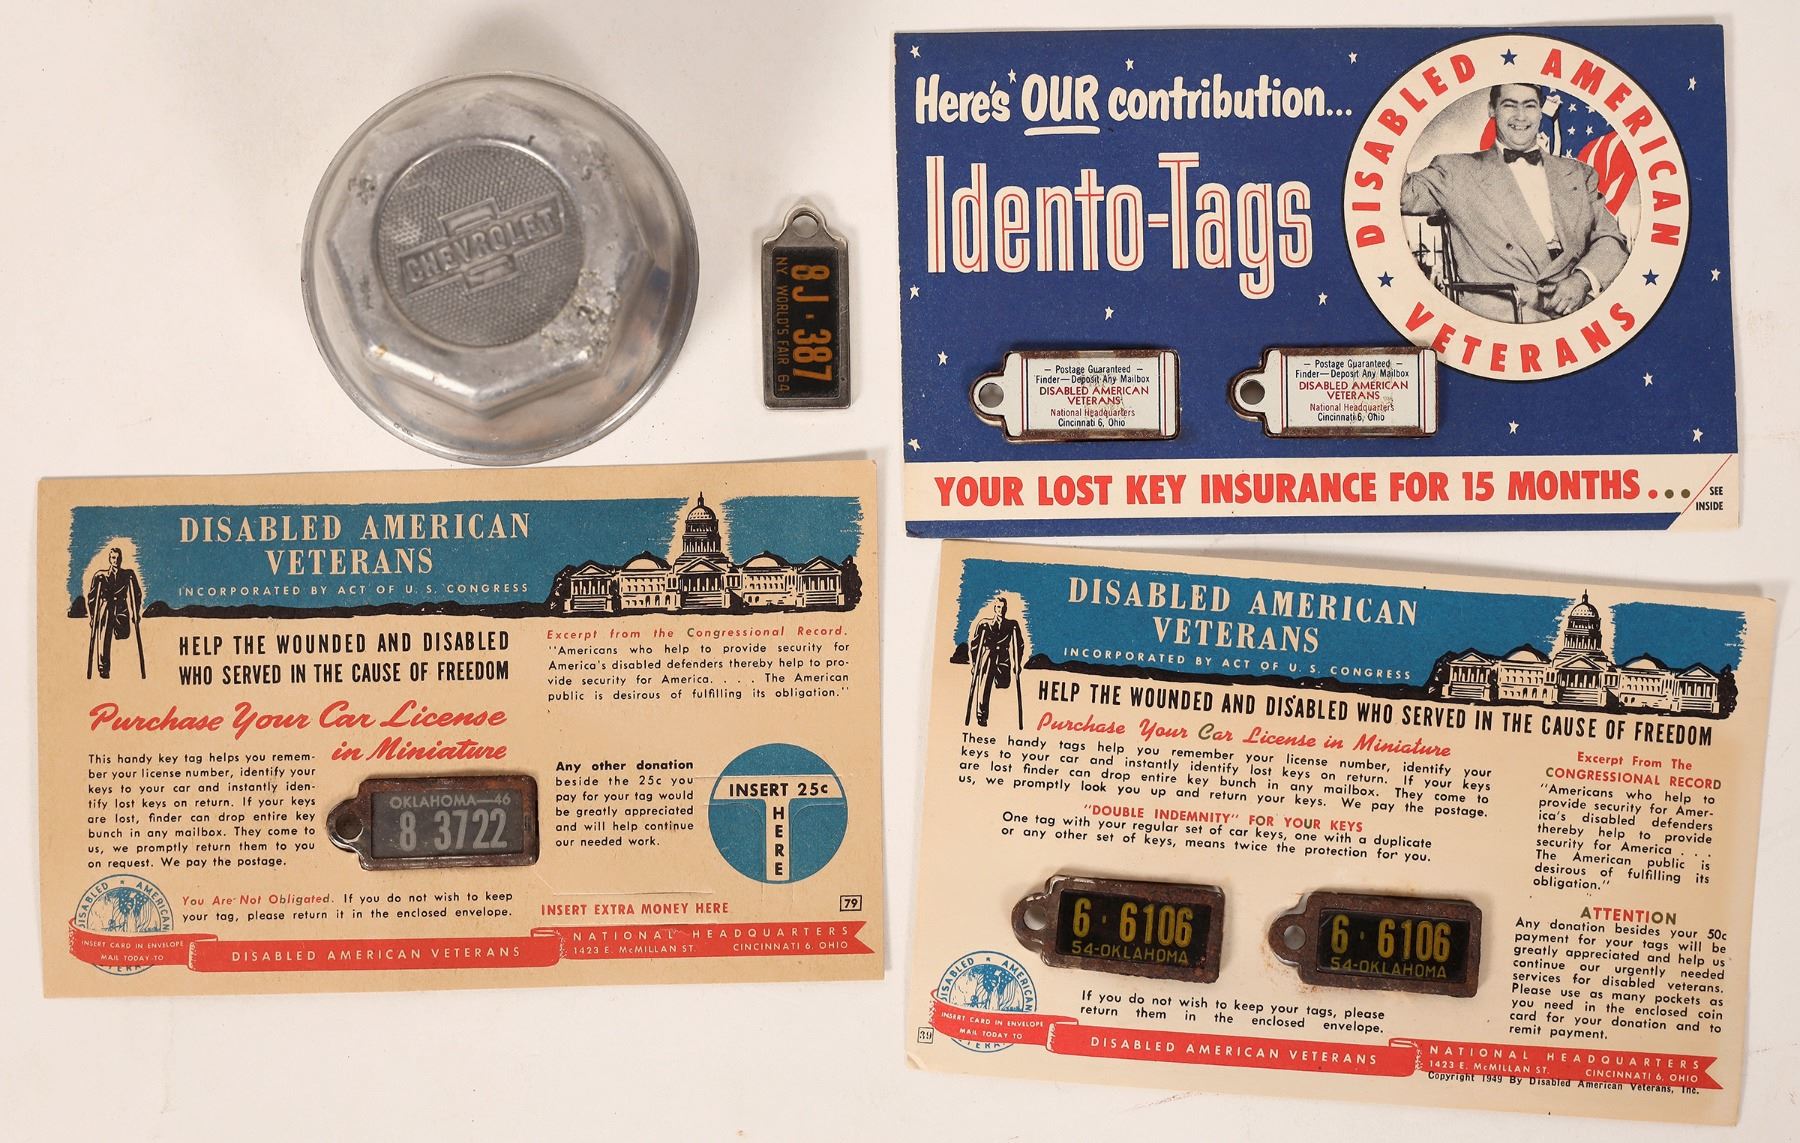 CHEVROLET
8J·387
NY WORLD'S FAIR 64
Here's OUR contribution...
Idento-Tags
DISABLED ★ AMERICAN ★ VETERANS ★
— Postage Guaranteed —
Finder—Deposit Any Mailbox
DISABLED AMERICAN
VETERANS
National Headquarters
Cincinnati 6, Ohio
— Postage Guaranteed —
Finder—Deposit Any Mailbox
DISABLED AMERICAN
VETERANS
National Headquarters
Cincinnati 6, Ohio
YOUR LOST KEY INSURANCE FOR 15 MONTHS...
SEE
INSIDE
DISABLED AMERICAN
VETERANS
INCORPORATED BY ACT OF U. S. CONGRESS
HELP THE WOUNDED AND DISABLED
WHO SERVED IN THE CAUSE OF FREEDOM
Purchase Your Car License
in Miniature
This handy key tag helps you remem-
ber your license number, identify your
keys to your car and instantly iden-
tify lost keys on return. If your keys
are lost, finder can drop entire key
bunch in any mailbox. They come to
us, we promptly return them to you
on request. We pay the postage.
OKLAHOMA—46
8 3722
Excerpt from the Congressional Record.
"Americans who help to provide security for
America's disabled defenders thereby help to pro-
vide security for America. . . . The American
public is desirous of fulfilling its obligation."
Any other donation
beside the 25c you
pay for your tag would
be greatly appreciated
and will help continue
our needed work.
INSERT 25c
HERE
You Are Not Obligated. If you do not wish to keep
your tag, please return it in the enclosed envelope.
INSERT EXTRA MONEY HERE
79
DISABLED ★ AMERICAN
VETERANS
INSERT CARD IN ENVELOPE
MAIL TODAY TO
DISABLED AMERICAN VETERANS
NATIONAL HEADQUARTERS
1423 E. McMILLAN ST. CINCINNATI 6, OHIO
DISABLED AMERICAN
VETERANS
INCORPORATED BY ACT OF U. S. CONGRESS
HELP THE WOUNDED AND DISABLED WHO SERVED IN THE CAUSE OF FREEDOM
Purchase Your Car License in Miniature
These handy tags help you remember your license number, identify your
keys to your car and instantly identify lost keys on return. If your keys
are lost finder can drop entire key bunch in any mailbox. They come to
us, we promptly look you up and return your keys. We pay the postage.
"DOUBLE INDEMNITY" FOR YOUR KEYS
One tag with your regular set of car keys, one with a duplicate
or any other set of keys, means twice the protection for you.
6·6106
54-OKLAHOMA
6·6106
54-OKLAHOMA
If you do not wish to keep your tags, please
return them in the enclosed envelope.
Excerpt From The
CONGRESSIONAL RECORD
"Americans who help to
provide security for Amer-
ica's disabled defenders
thereby help to provide
security for America . . .
The American public is
desirous of fulfilling its
obligation."
ATTENTION
Any donation besides your 50c
payment for your tags will be
greatly appreciated and help us
continue our urgently needed
services for disabled veterans.
Please use as many pockets as
you need in the enclosed coin
card for your donation and to
remit payment.
39
DISABLED ★ AMERICAN
VETERANS
INSERT CARD IN ENVELOPE
MAIL TODAY TO
DISABLED AMERICAN VETERANS
NATIONAL HEADQUARTERS
1423 E. McMILLAN ST. CINCINNATI 6, OHIO
Copyright 1949 By Disabled American Veterans, Inc.